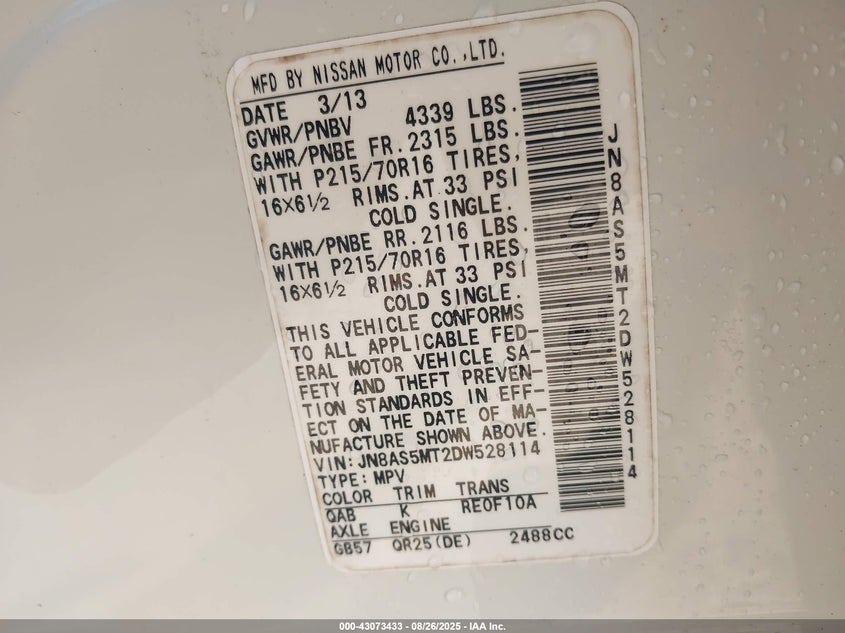 MFD BY NISSAN MOTOR CO.,LTD.
DATE 3/13
GVWR/PNBV 4339 LBS.
GAWR/PNBE FR.2315 LBS.
WITH P215/70R16 TIRES,
16X6½ RIMS.AT 33 PSI
COLD SINGLE.
GAWR/PNBE RR.2116 LBS.
WITH P215/70R16 TIRES,
16X6½ RIMS.AT 33 PSI
COLD SINGLE.
THIS VEHICLE CONFORMS
TO ALL APPLICABLE FED-
ERAL MOTOR VEHICLE SA-
FETY AND THEFT PREVEN-
TION STANDARDS IN EFF-
ECT ON THE DATE OF MA-
NUFACTURE SHOWN ABOVE.
VIN: JN8AS5MT2DW528114
TYPE: MPV
COLOR TRIM TRANS
QAB K RE0F10A
AXLE ENGINE
GB57 QR25(DE) 2488CC
JN8AS5MT2DW528114
000-43073433 - 08/26/2025 - IAA Inc.